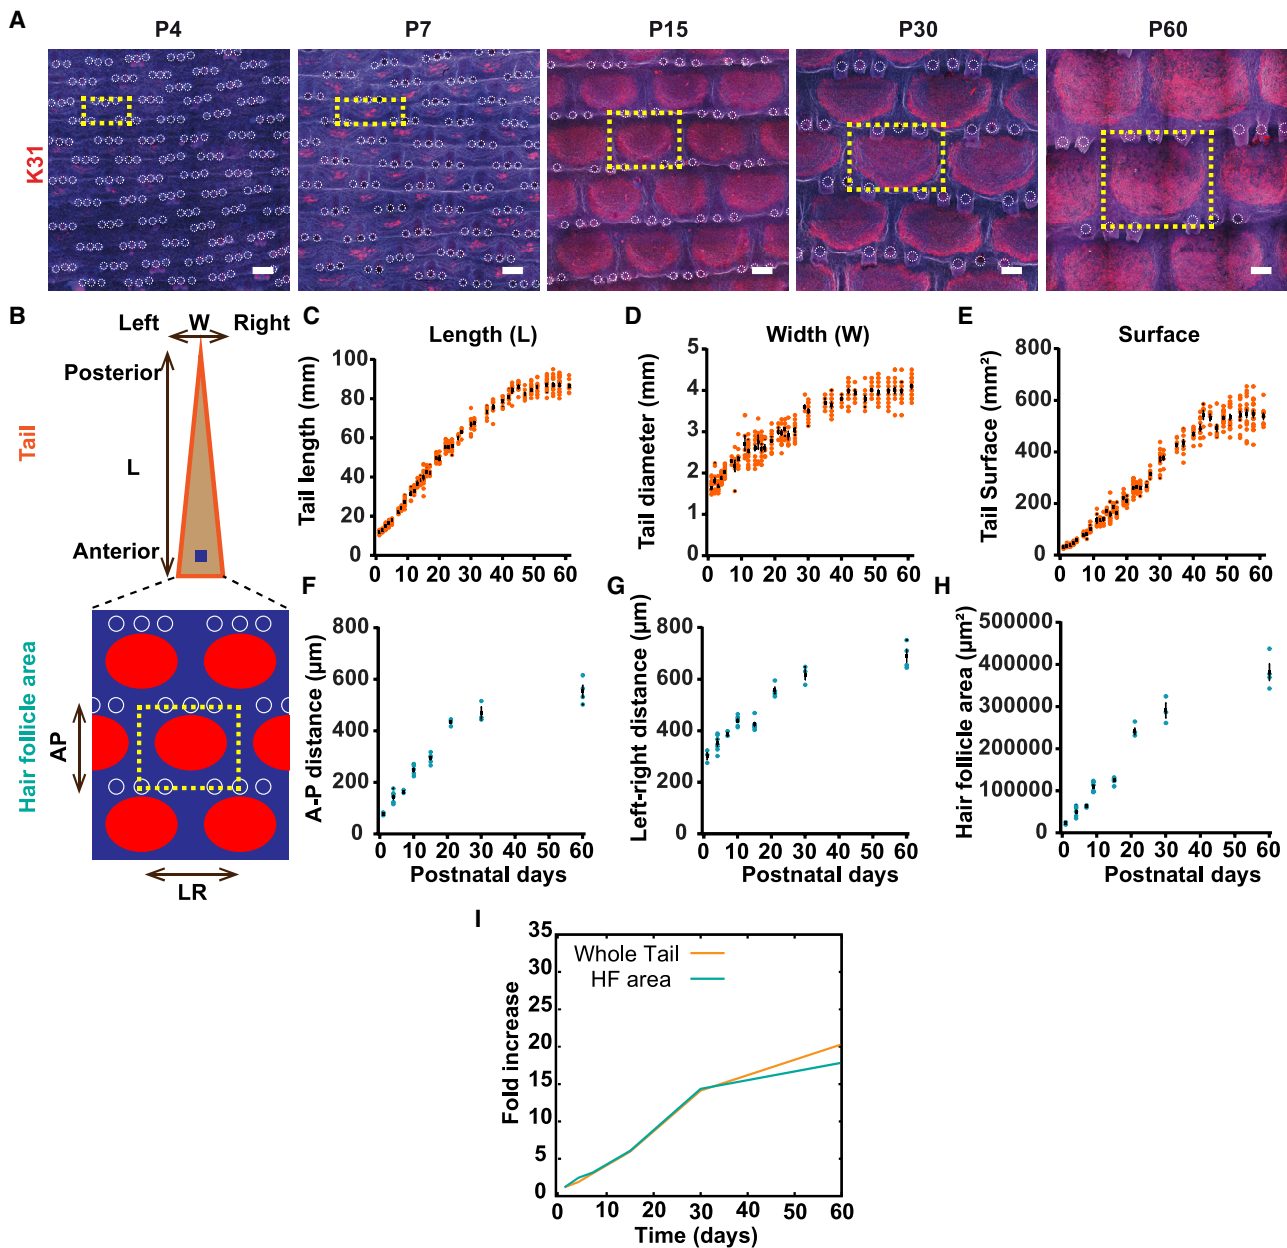 A
P4 P7 P15 P30 P60
K31
B
Left W Right
Posterior
L
Anterior
Tail
Hair follicle area
AP
LR
C
Length (L)
Tail length (mm)
100
80
60
40
20
0
0 10 20 30 40 50 60
D
Width (W)
Tail diameter (mm)
5
4
3
2
1
0
0 10 20 30 40 50 60
E
Surface
Tail Surface (mm²)
800
600
400
200
0
0 10 20 30 40 50 60
F
A-P distance (µm)
800
600
400
200
0
0 10 20 30 40 50 60
Postnatal days
G
Left-right distance (µm)
800
600
400
200
0
0 10 20 30 40 50 60
Postnatal days
H
Hair follicle area (µm²)
500000
400000
300000
200000
100000
0
0 10 20 30 40 50 60
Postnatal days
I
Fold increase
35
30
25
20
15
10
5
0
Whole Tail
HF area
0 10 20 30 40 50 60
Time (days)